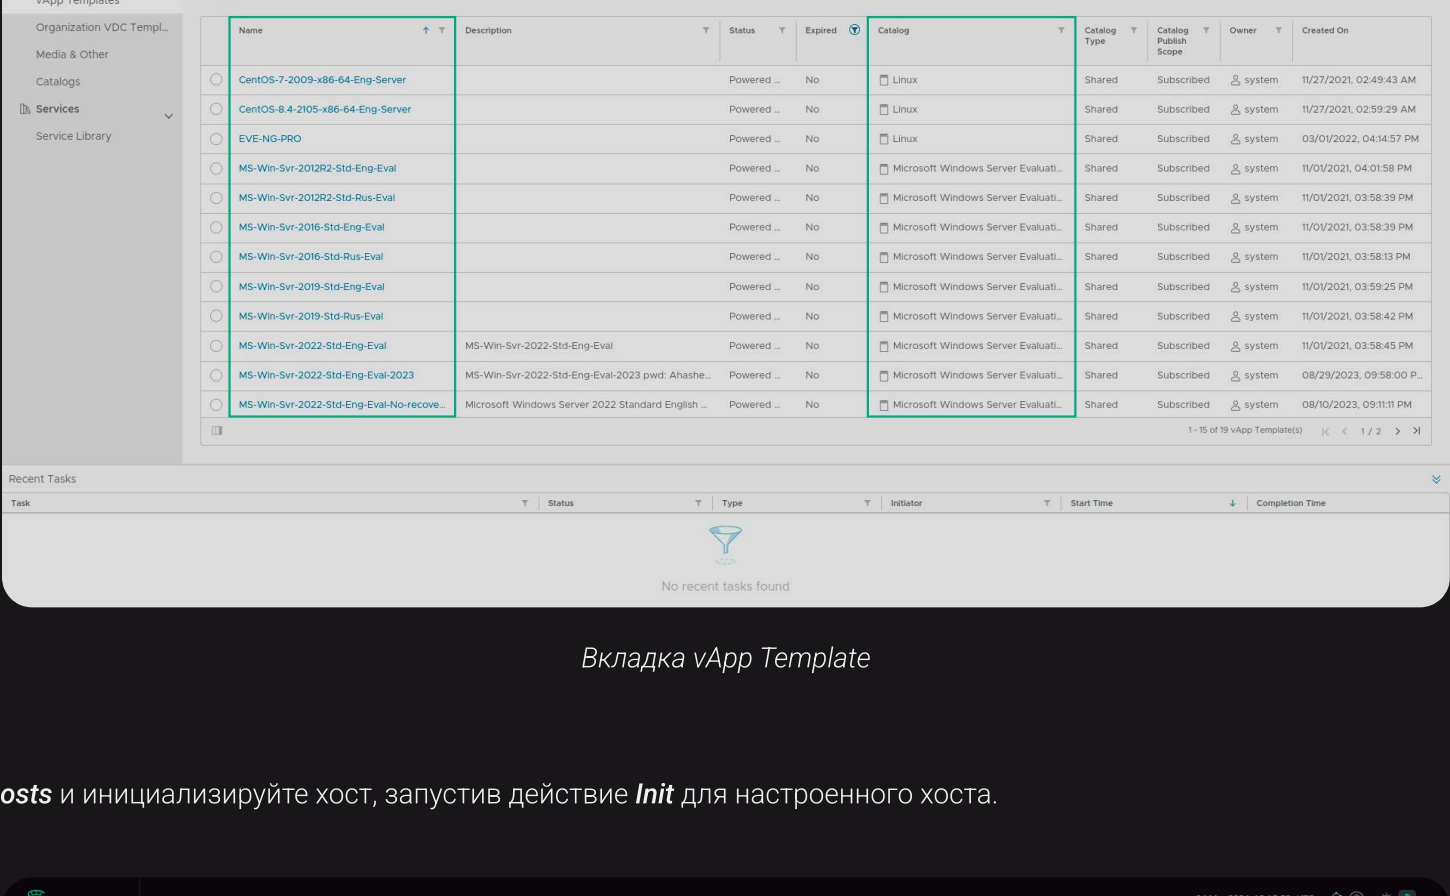 vApp Templates
Organization VDC Templ...
Media & Other
Catalogs
Services
Service Library
Name Description Status Expired Catalog Catalog Type Catalog Publish Scope Owner Created On
CentOS-7-2009-x86-64-Eng-Server Powered ... No Linux Shared Subscribed system 11/27/2021, 02:49:43 AM
CentOS-8.4-2105-x86-64-Eng-Server Powered ... No Linux Shared Subscribed system 11/27/2021, 02:59:29 AM
EVE-NG-PRO Powered ... No Linux Shared Subscribed system 03/01/2022, 04:14:57 PM
MS-Win-Svr-2012R2-Std-Eng-Eval Powered ... No Microsoft Windows Server Evaluati... Shared Subscribed system 11/01/2021, 04:01:58 PM
MS-Win-Svr-2012R2-Std-Rus-Eval Powered ... No Microsoft Windows Server Evaluati... Shared Subscribed system 11/01/2021, 03:58:39 PM
MS-Win-Svr-2016-Std-Eng-Eval Powered ... No Microsoft Windows Server Evaluati... Shared Subscribed system 11/01/2021, 03:58:39 PM
MS-Win-Svr-2016-Std-Rus-Eval Powered ... No Microsoft Windows Server Evaluati... Shared Subscribed system 11/01/2021, 03:58:13 PM
MS-Win-Svr-2019-Std-Eng-Eval Powered ... No Microsoft Windows Server Evaluati... Shared Subscribed system 11/01/2021, 03:59:25 PM
MS-Win-Svr-2019-Std-Rus-Eval Powered ... No Microsoft Windows Server Evaluati... Shared Subscribed system 11/01/2021, 03:58:42 PM
MS-Win-Svr-2022-Std-Eng-Eval MS-Win-Svr-2022-Std-Eng-Eval Powered ... No Microsoft Windows Server Evaluati... Shared Subscribed system 11/01/2021, 03:58:45 PM
MS-Win-Svr-2022-Std-Eng-Eval-2023 MS-Win-Svr-2022-Std-Eng-Eval-2023 pwd: Ahashe... Powered ... No Microsoft Windows Server Evaluati... Shared Subscribed system 08/29/2023, 09:58:00 P...
MS-Win-Svr-2022-Std-Eng-Eval-No-recove... Microsoft Windows Server 2022 Standard English ... Powered ... No Microsoft Windows Server Evaluati... Shared Subscribed system 08/10/2023, 09:11:11 PM
1 - 15 of 19 vApp Template(s) 1 / 2
Recent Tasks
Task Status Type Initiator Start Time Completion Time
No recent tasks found
Вкладка vApp Template
osts и инициализируйте хост, запустив действие Init для настроенного хоста.